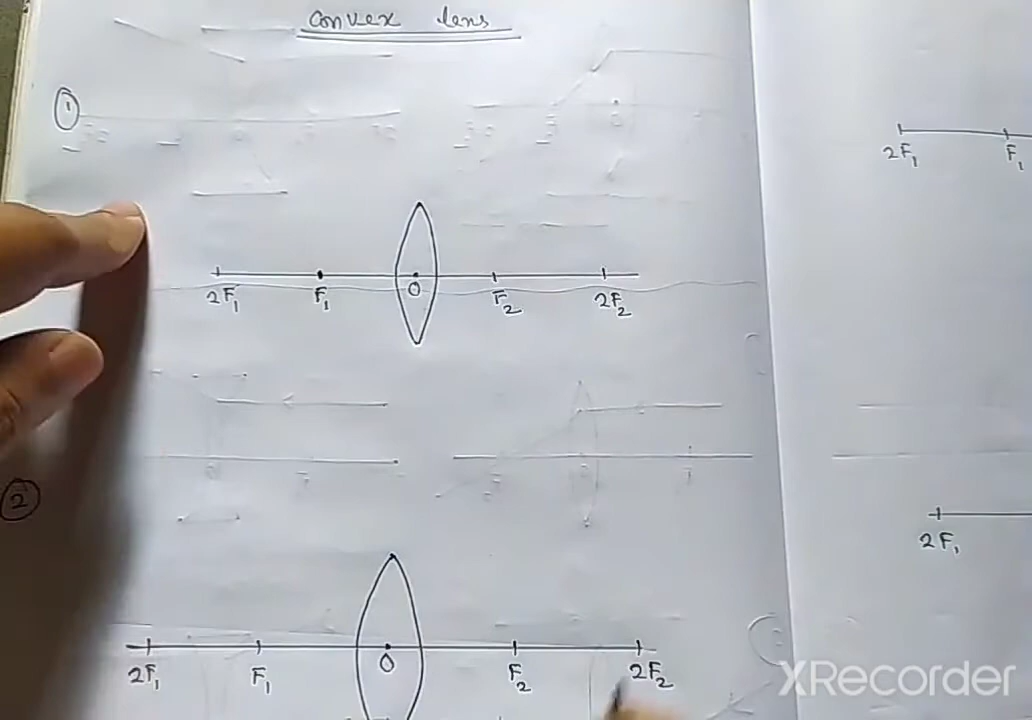 convex lens
1
2F₁ F₁ O F₂ 2F₂
2
2F₁ F₁ O F₂ 2F₂
2F₁ F₁
2F₁
XRecorder